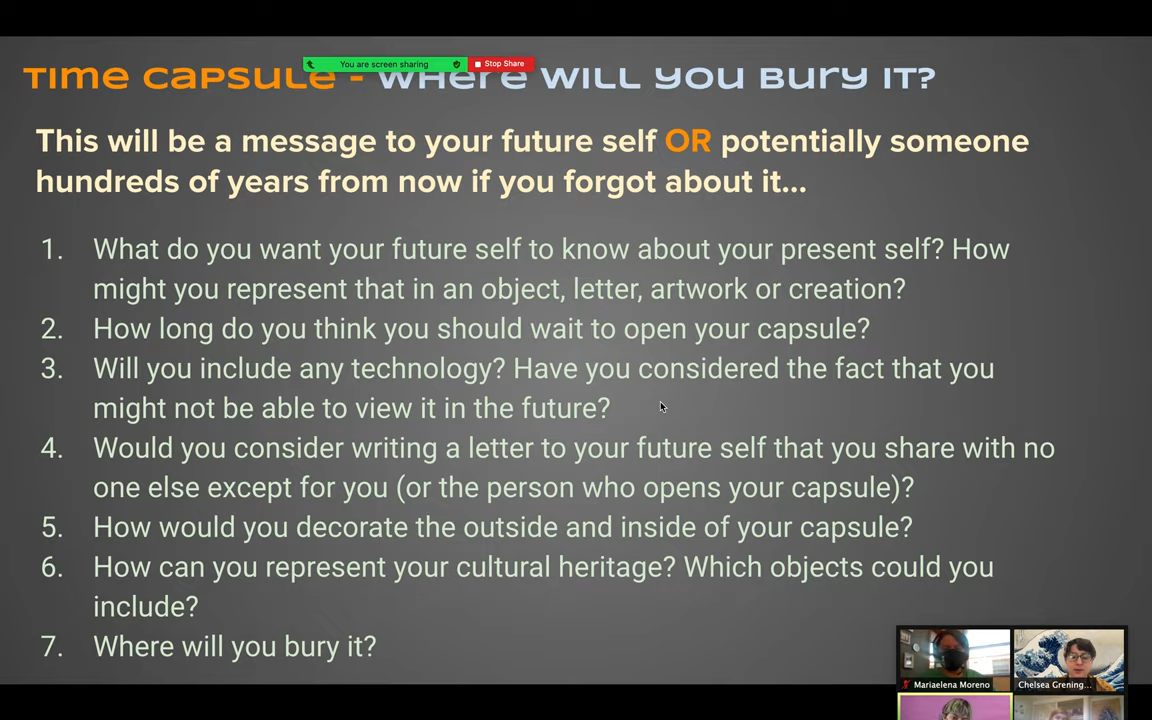 You are screen sharing
Stop Share
TIME CAPSULE - WHERE WILL YOU BURY IT?
This will be a message to your future self OR potentially someone
hundreds of years from now if you forgot about it...
1. What do you want your future self to know about your present self? How
might you represent that in an object, letter, artwork or creation?
2. How long do you think you should wait to open your capsule?
3. Will you include any technology? Have you considered the fact that you
might not be able to view it in the future?
4. Would you consider writing a letter to your future self that you share with no
one else except for you (or the person who opens your capsule)?
5. How would you decorate the outside and inside of your capsule?
6. How can you represent your cultural heritage? Which objects could you
include?
7. Where will you bury it?
Mariaelena Moreno
Chelsea Grening...